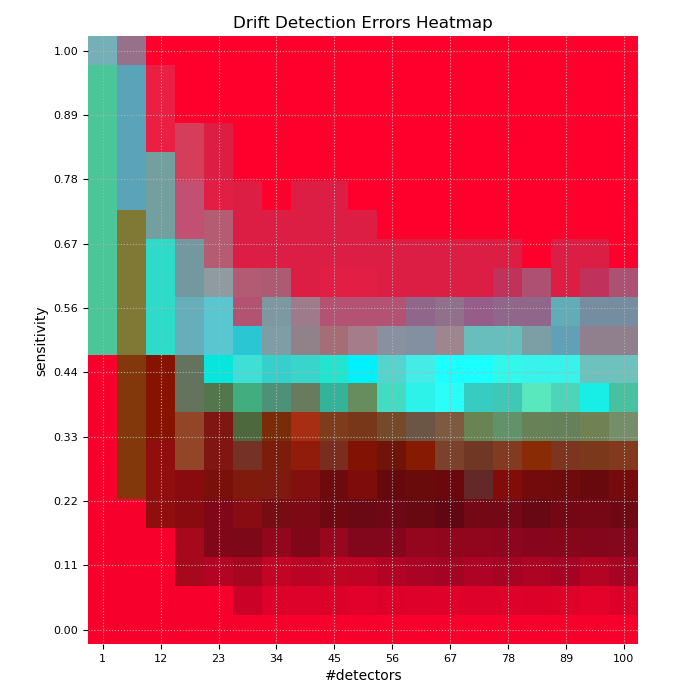 Drift Detection Errors Heatmap
1.00
0.89
0.78
0.67
0.56
0.44
0.33
0.22
0.11
0.00
sensitivity
1 12 23 34 45 56 67 78 89 100
#detectors